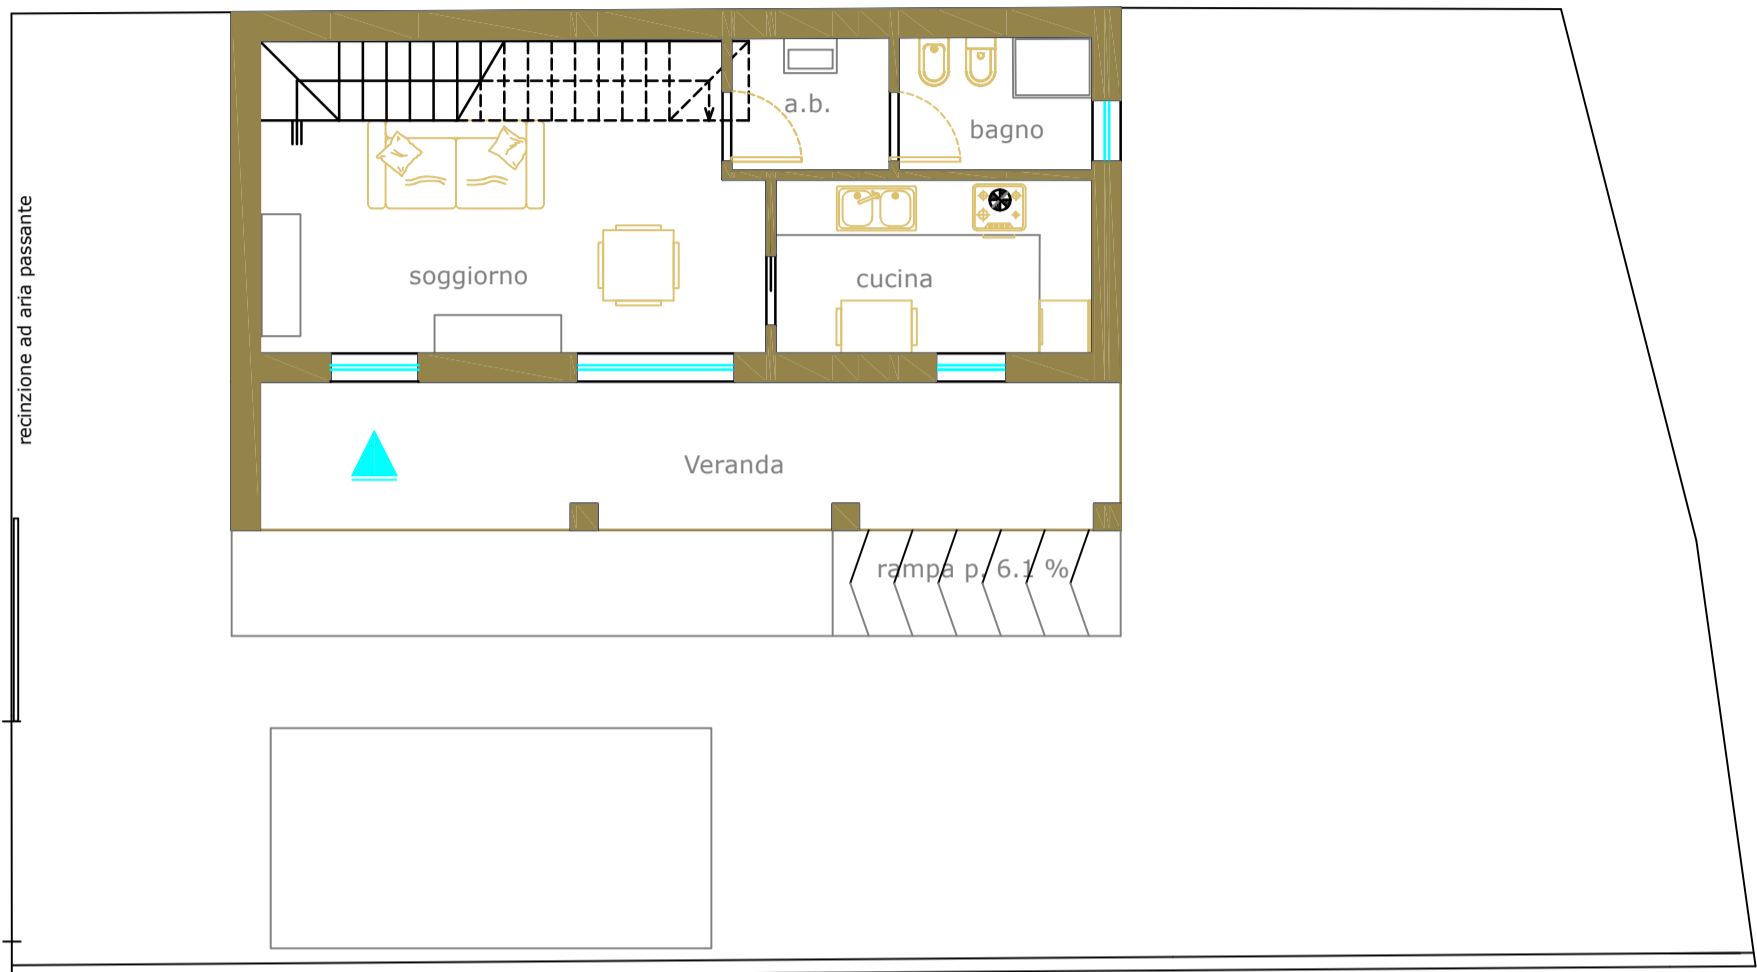 a.b.
bagno
recinzione ad aria passante
soggiorno
cucina
Veranda
rampa p. 6.1 %